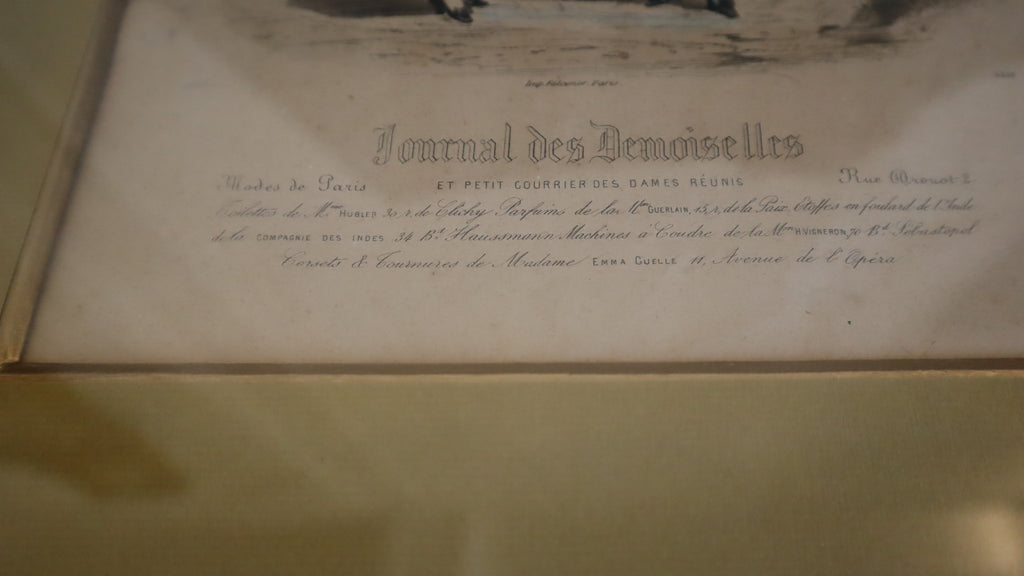 Imp. Falconer. Paris
Journal des Demoiselles
Modes de Paris ET PETIT COURRIER DES DAMES RÉUNIS Rue Drouot 2
Toilettes de Mme HUBLER 30, r. de Clichy Parfums de la Mon GUERLAIN, 15, r. de la Paix, Etoffes en foulard de l'Inde
de la COMPAGNIE DES INDES 34 Bd Haussmann Machines à Coudre de la Mon H.VIGNERON, 70 Bd Sébastopol
Corsets & Tournures de Madame EMMA GUELLE 11, Avenue de l'Opéra